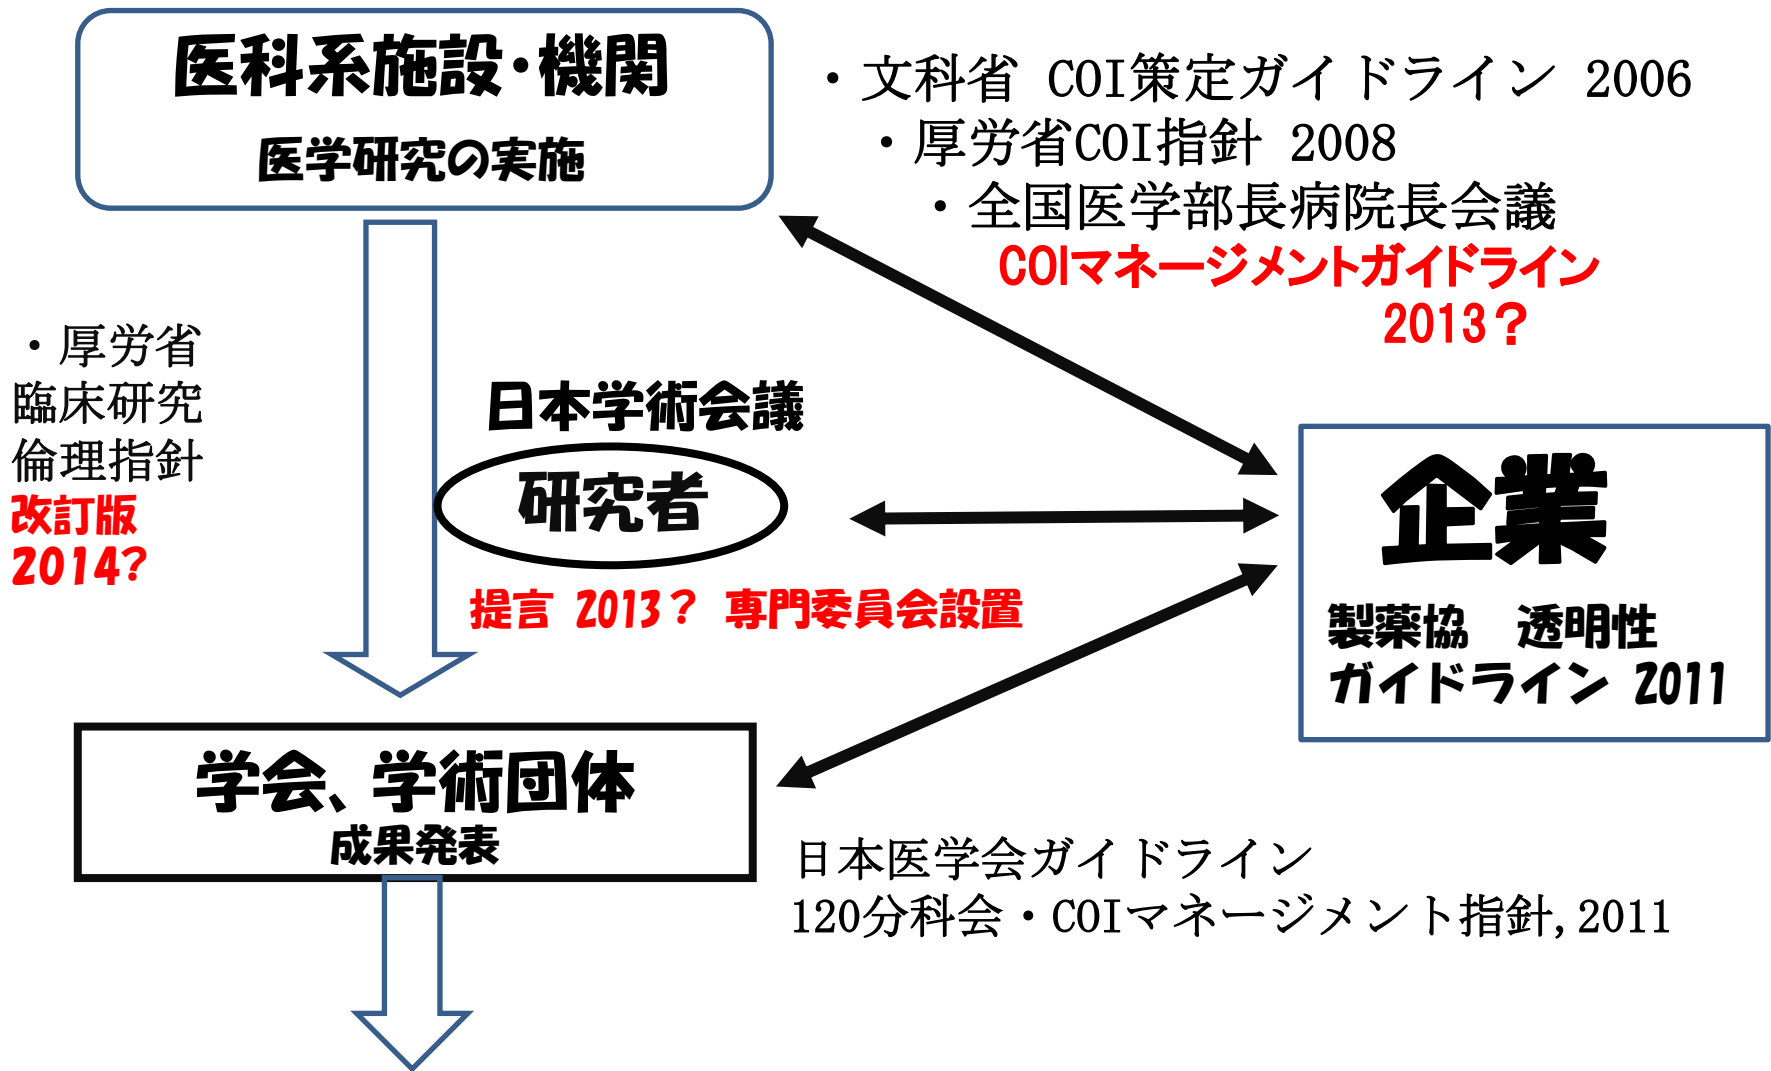 医科系施設・機関
医学研究の実施
・文科省 COI策定ガイドライン 2006
・厚労省COI指針 2008
・全国医学部長病院長会議
COIマネージメントガイドライン
2013？
・厚労省
臨床研究
倫理指針
改訂版
2014?
日本学術会議
研究者
提言 2013？ 専門委員会設置
企業
製薬協　透明性
ガイドライン 2011
学会、学術団体
成果発表
日本医学会ガイドライン
120分科会・COIマネージメント指針,2011